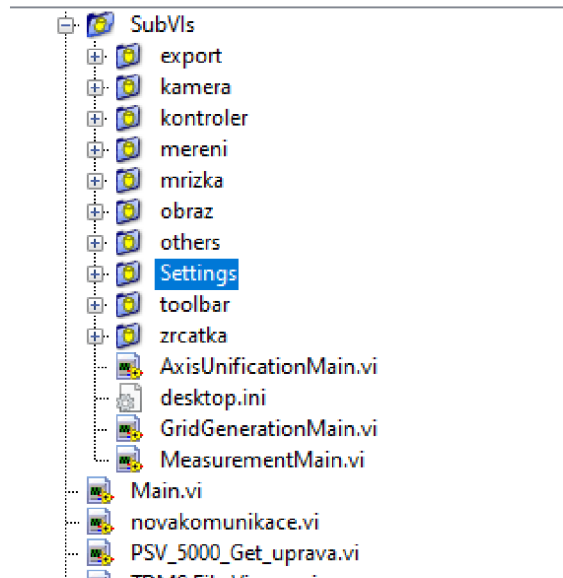 SubVIs
export
kamera
kontroler
mereni
mrizka
obraz
others
Settings
toolbar
zrcatka
AxisUnificationMain.vi
desktop.ini
GridGenerationMain.vi
MeasurementMain.vi
Main.vi
novakomunikace.vi
PSV_5000_Get_uprava.vi